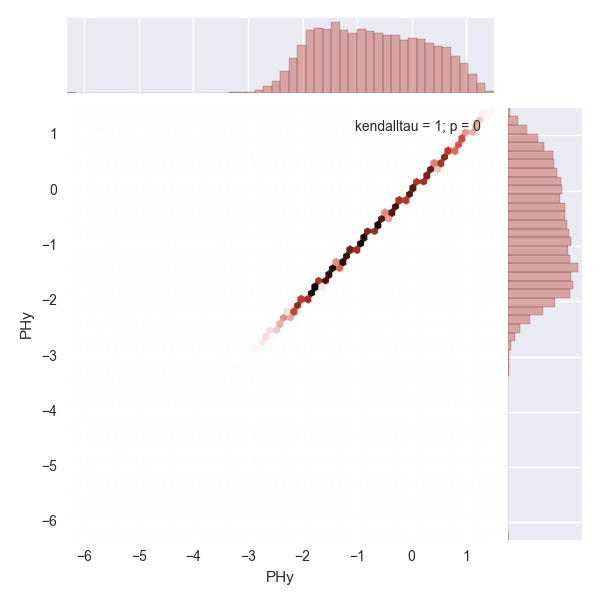 kendalltau = 1; p = 0
1
0
−1
−2
−3
−4
−5
−6
PHy
−6 −5 −4 −3 −2 −1 0 1
PHy